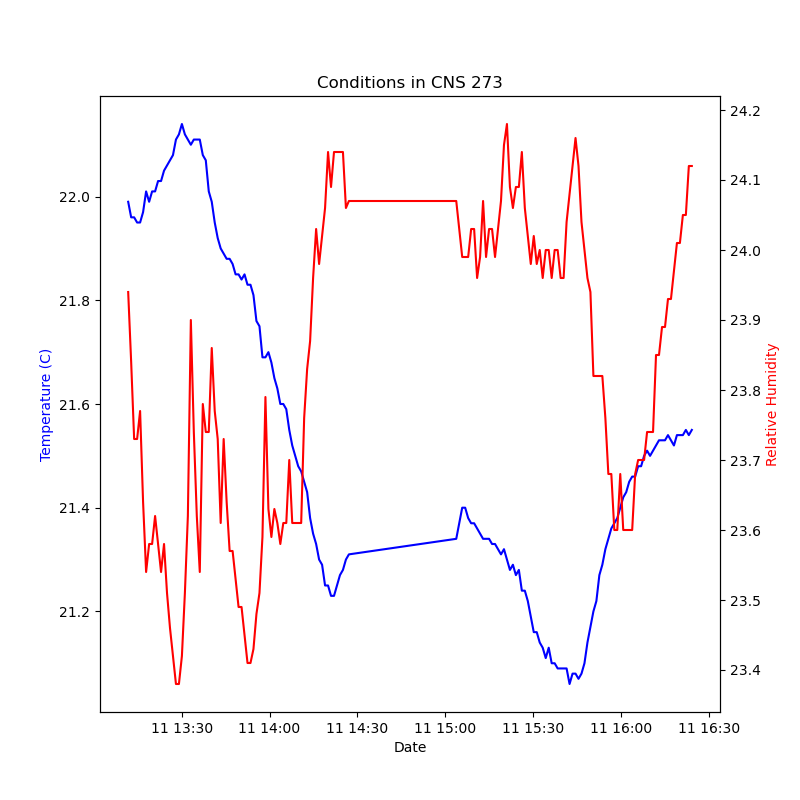 Conditions in CNS 273
22.0
21.8
21.6
21.4
21.2
Temperature (C)
24.2
24.1
24.0
23.9
23.8
23.7
23.6
23.5
23.4
Relative Humidity
11 13:30 11 14:00 11 14:30 11 15:00 11 15:30 11 16:00 11 16:30
Date